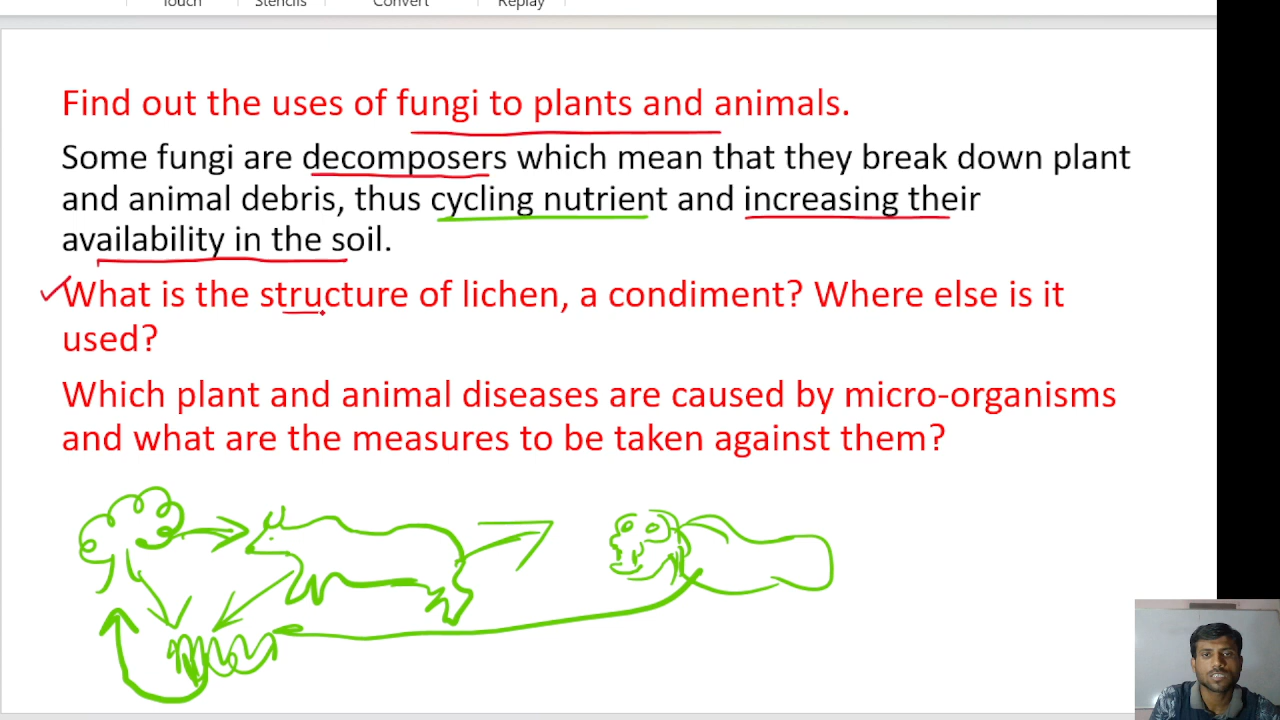 Touch Stencils Convert Replay
Find out the uses of fungi to plants and animals.
Some fungi are decomposers which mean that they break down plant
and animal debris, thus cycling nutrient and increasing their
availability in the soil.
What is the structure of lichen, a condiment? Where else is it
used?
Which plant and animal diseases are caused by micro-organisms
and what are the measures to be taken against them?